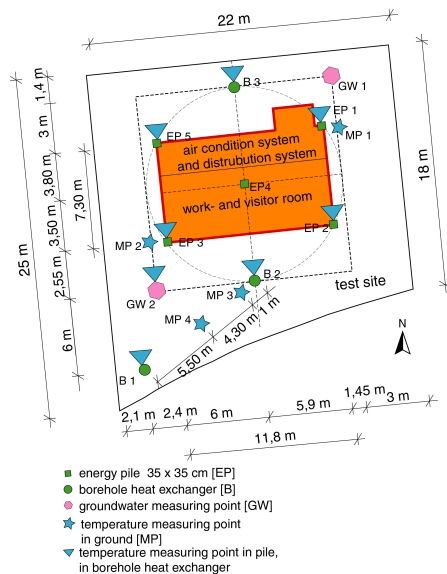 22 m
B 3
GW 1
1,4 m
EP 1
3 m
EP 5
MP 1
air condition system
and distrubution system
18 m
3,80 m
7,30 m
EP4
work- and visitor room
EP 2
3,50 m
MP 2
EP 3
25 m
2,55 m
B 2
test site
GW 2
MP 3
MP 4
4,30 m
1 m
N
6 m
5,50 m
B 1
2,1 m
2,4 m
6 m
5,9 m
1,45 m
3 m
11,8 m
energy pile 35 x 35 cm [EP]
borehole heat exchanger [B]
groundwater measuring point [GW]
temperature measuring point
in ground [MP]
temperature measuring point in pile,
in borehole heat exchanger